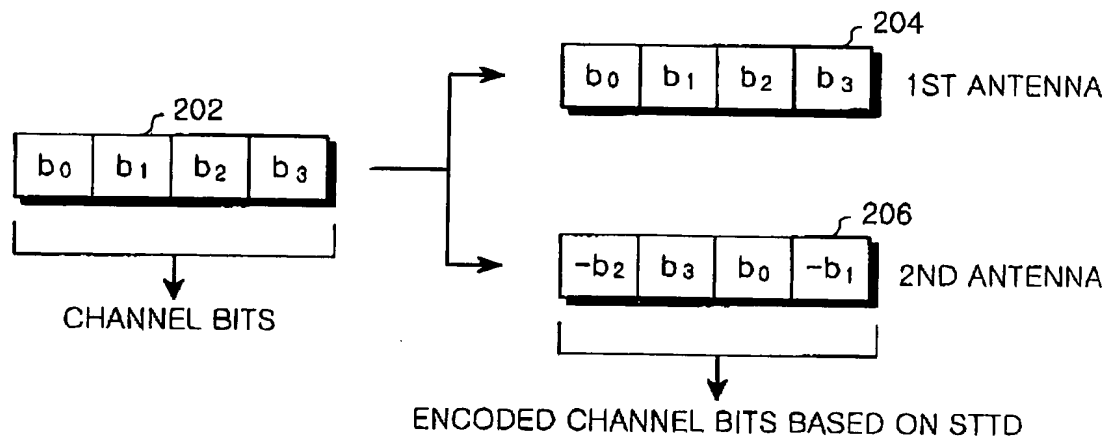 204
b0 b1 b2 b3 1ST ANTENNA
202
b0 b1 b2 b3
206
-b2 b3 b0 -b1 2ND ANTENNA
CHANNEL BITS
ENCODED CHANNEL BITS BASED ON STTD